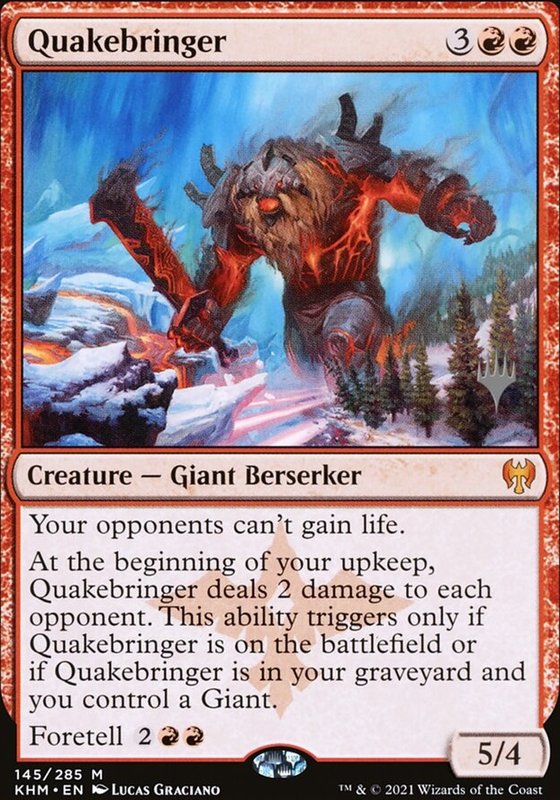 Quakebringer 3
Creature — Giant Berserker
Your opponents can't gain life.
At the beginning of your upkeep,
Quakebringer deals 2 damage to each
opponent. This ability triggers only if
Quakebringer is on the battlefield or
if Quakebringer is in your graveyard and
you control a Giant.
Foretell 2
5/4
145/285 M
KHM • EN Lucas Graciano
™ & © 2021 Wizards of the Coast